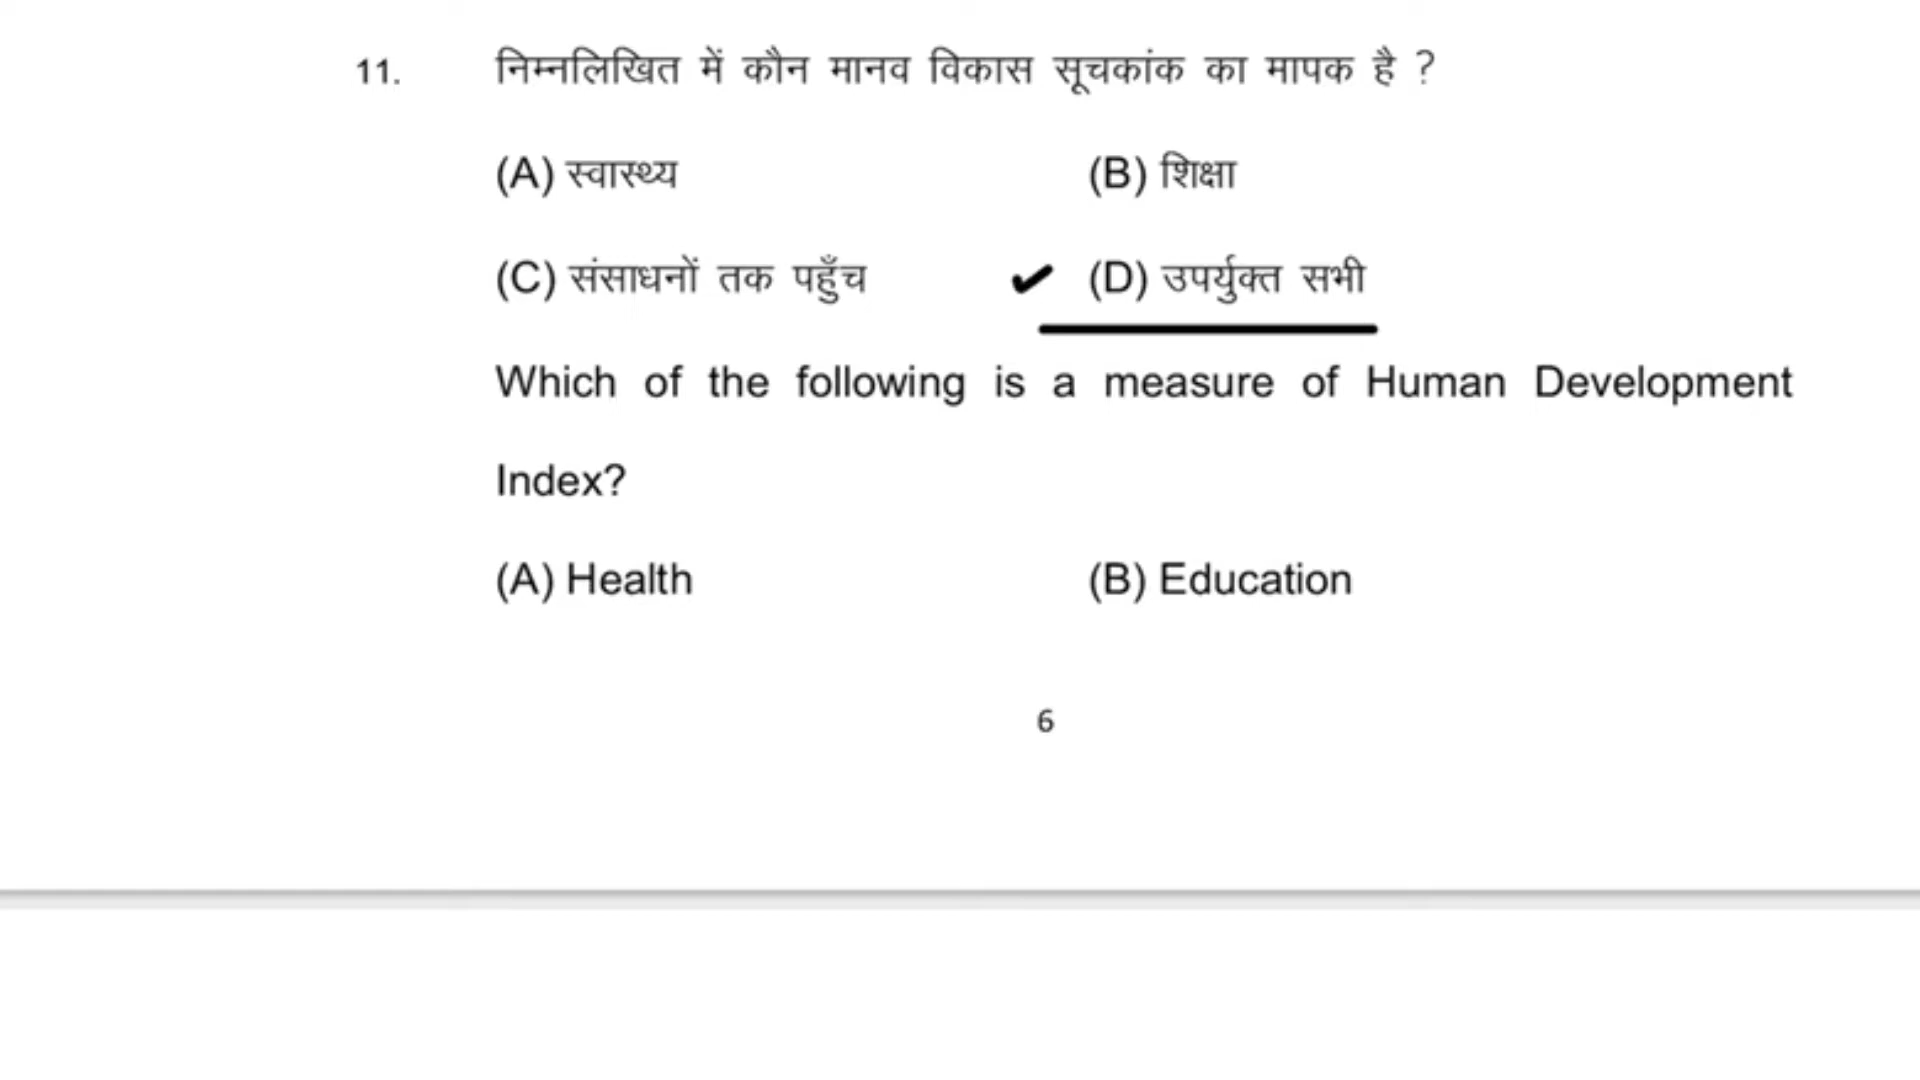 11. निम्नलिखित में कौन मानव विकास सूचकांक का मापक है ?
(A) स्वास्थ्य (B) शिक्षा
(C) संसाधनों तक पहुँच ✔ (D) उपर्युक्त सभी
Which of the following is a measure of Human Development
Index?
(A) Health (B) Education
6